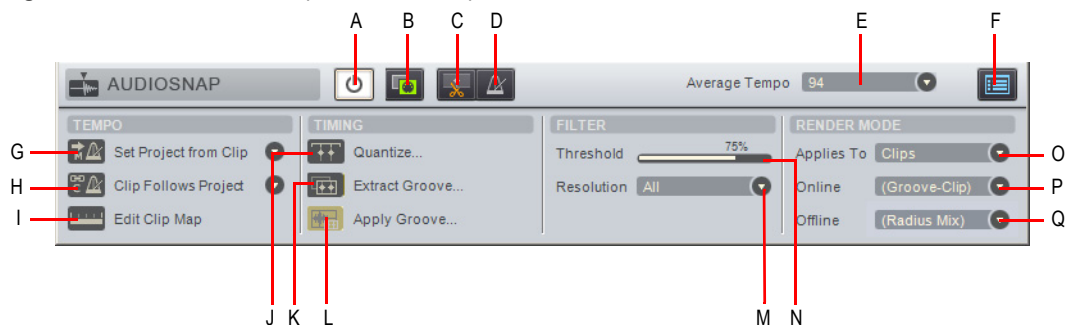 A B C D E F
AUDIOSNAP
Average Tempo 94
TEMPO
TIMING
FILTER
RENDER MODE
G Set Project from Clip
Quantize...
Threshold 75%
Applies To Clips O
H Clip Follows Project
Extract Groove...
Resolution All
Online (Groove-Clip) P
I Edit Clip Map
Apply Groove...
Offline (Radius Mix) Q
J K L M N